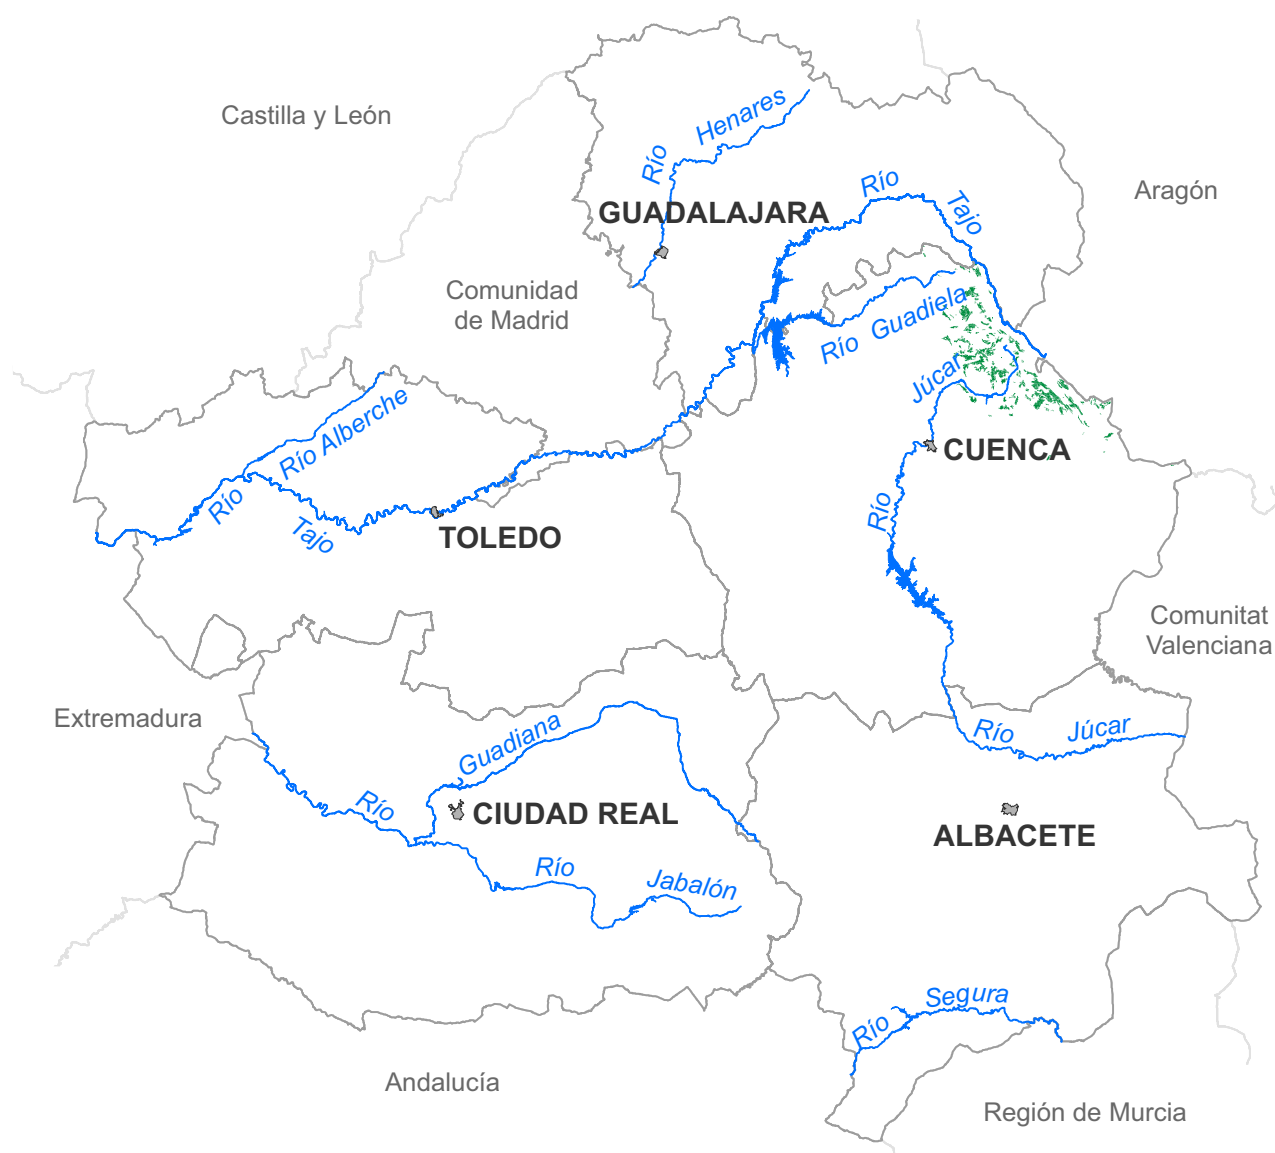 Castilla y León
Río
Henares
Río
Tajo
Aragón
GUADALAJARA
Comunidad
de Madrid
Río Guadiela
Júcar
Río Alberche
CUENCA
Río
Río
Tajo
TOLEDO
Comunitat
Valenciana
Extremadura
Guadiana
Río
Júcar
Río
CIUDAD REAL
ALBACETE
Río
Jabalón
Segura
Río
Andalucía
Región de Murcia